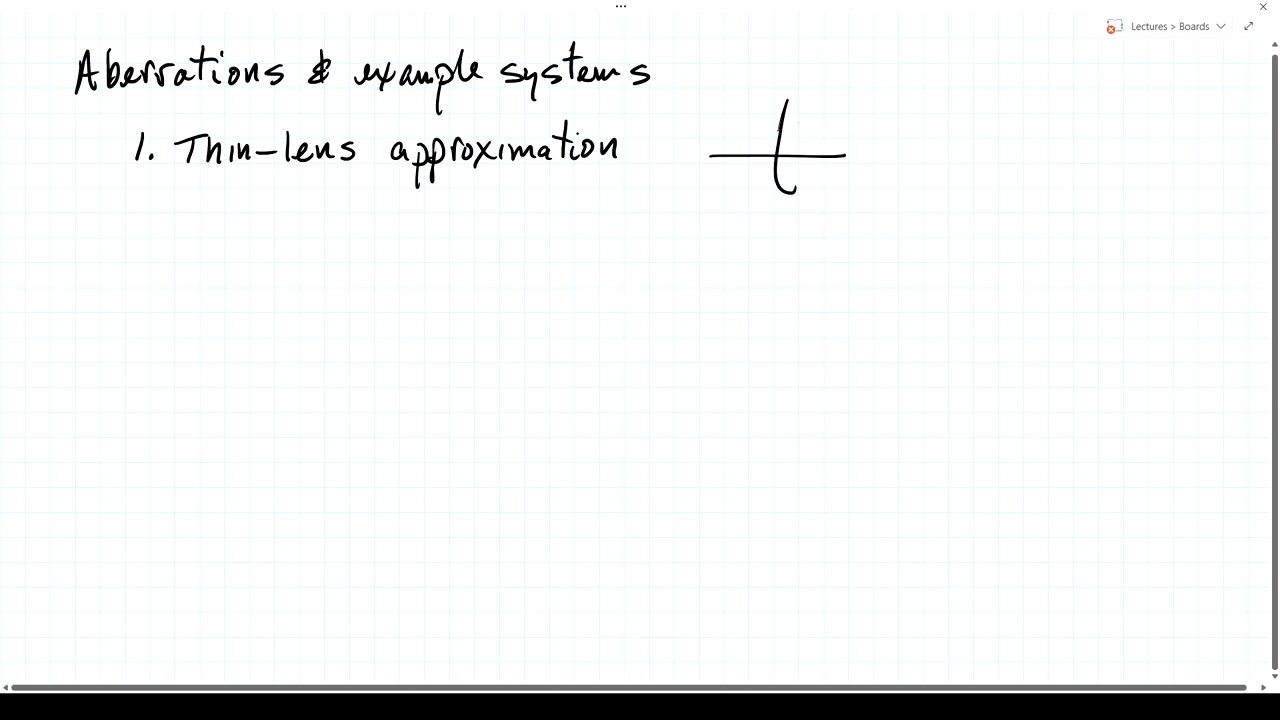 Lectures > Boards
Aberrations & example systems
1. Thin-lens approximation